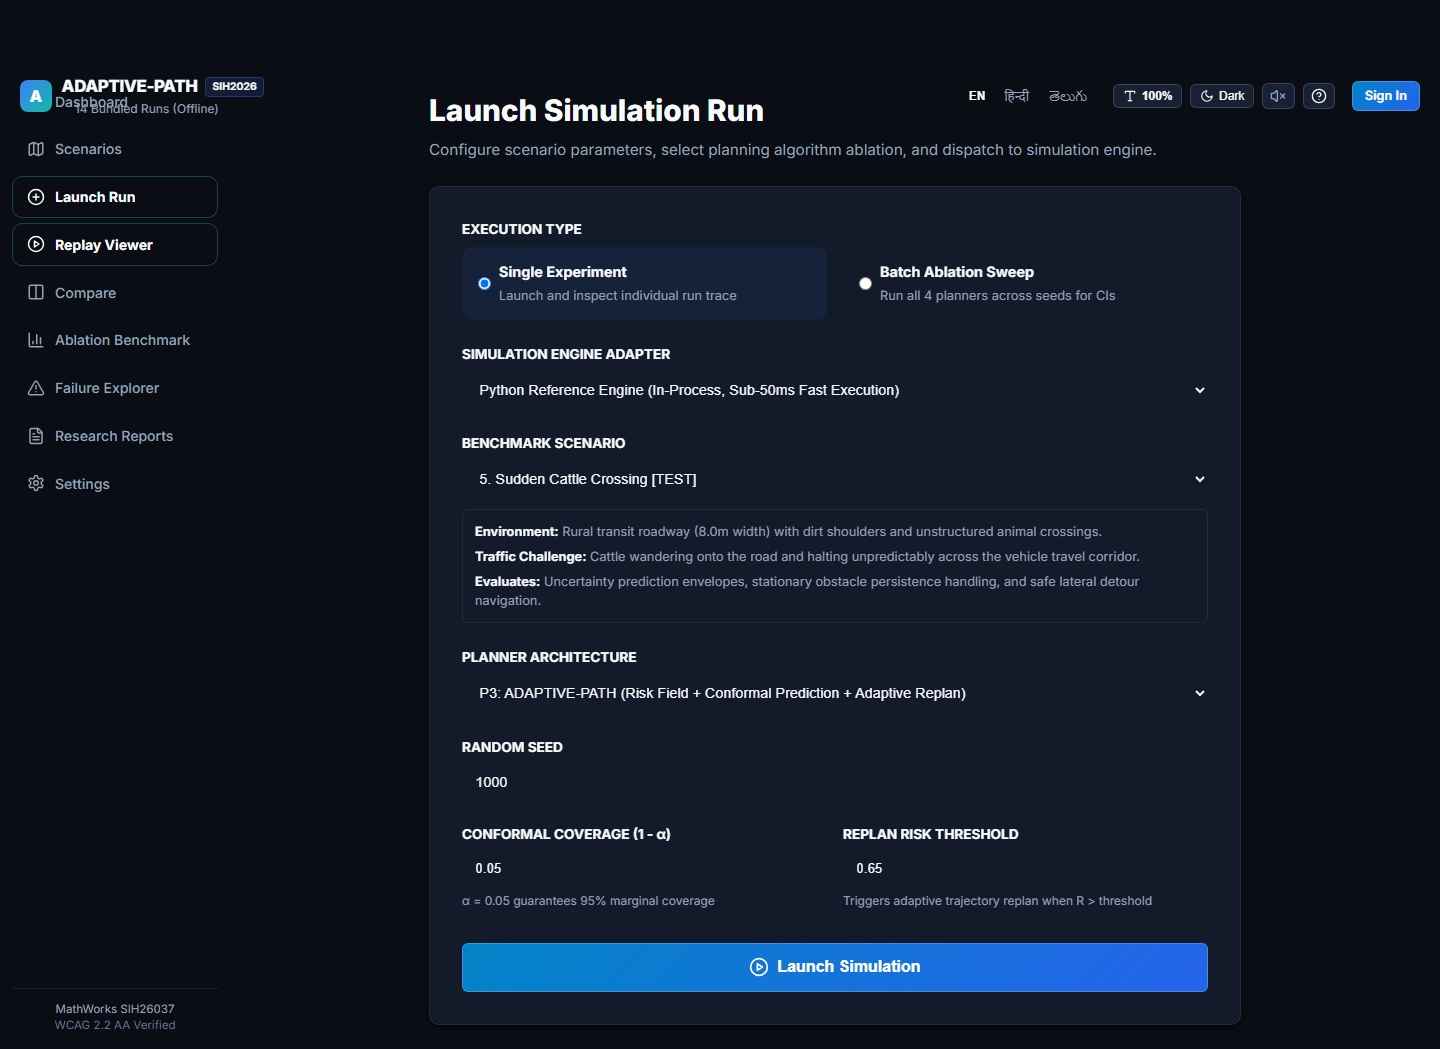 A
ADAPTIVE-PATH SIH2026
Dashboard
14 Bundled Runs (Offline)
Scenarios
Launch Run
Replay Viewer
Compare
Ablation Benchmark
Failure Explorer
Research Reports
Settings
MathWorks SIH26037
WCAG 2.2 AA Verified
EN हिन्दी తెలుగు T 100% Dark Sign In
Launch Simulation Run
Configure scenario parameters, select planning algorithm ablation, and dispatch to simulation engine.
EXECUTION TYPE
Single Experiment
Launch and inspect individual run trace
Batch Ablation Sweep
Run all 4 planners across seeds for CIs
SIMULATION ENGINE ADAPTER
Python Reference Engine (In-Process, Sub-50ms Fast Execution)
BENCHMARK SCENARIO
5. Sudden Cattle Crossing [TEST]
Environment: Rural transit roadway (8.0m width) with dirt shoulders and unstructured animal crossings.
Traffic Challenge: Cattle wandering onto the road and halting unpredictably across the vehicle travel corridor.
Evaluates: Uncertainty prediction envelopes, stationary obstacle persistence handling, and safe lateral detour
navigation.
PLANNER ARCHITECTURE
P3: ADAPTIVE-PATH (Risk Field + Conformal Prediction + Adaptive Replan)
RANDOM SEED
1000
CONFORMAL COVERAGE (1 - α)
0.05
α = 0.05 guarantees 95% marginal coverage
REPLAN RISK THRESHOLD
0.65
Triggers adaptive trajectory replan when R > threshold
Launch Simulation